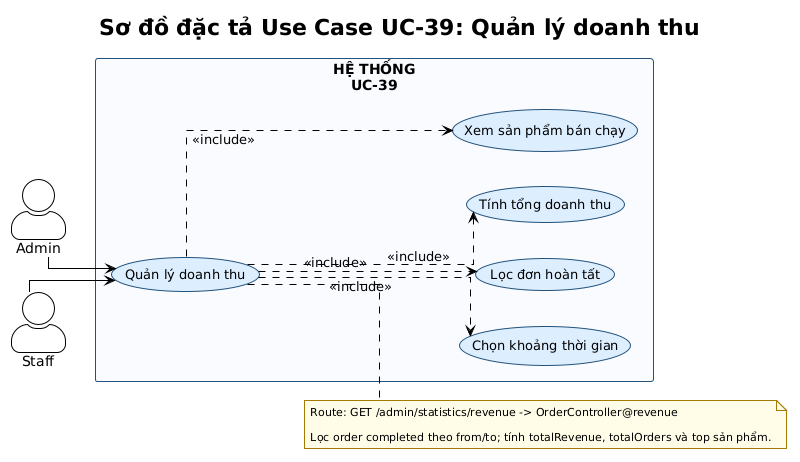 Sơ đồ đặc tả Use Case UC-39: Quản lý doanh thu
HỆ THỐNG
UC-39
Xem sản phẩm bán chạy
«include»
Tính tổng doanh thu
Admin
«include»
«include»
Quản lý doanh thu
Lọc đơn hoàn tất
«include»
Chọn khoảng thời gian
Staff
Route: GET /admin/statistics/revenue -> OrderController@revenue
Lọc order completed theo from/to; tính totalRevenue, totalOrders và top sản phẩm.